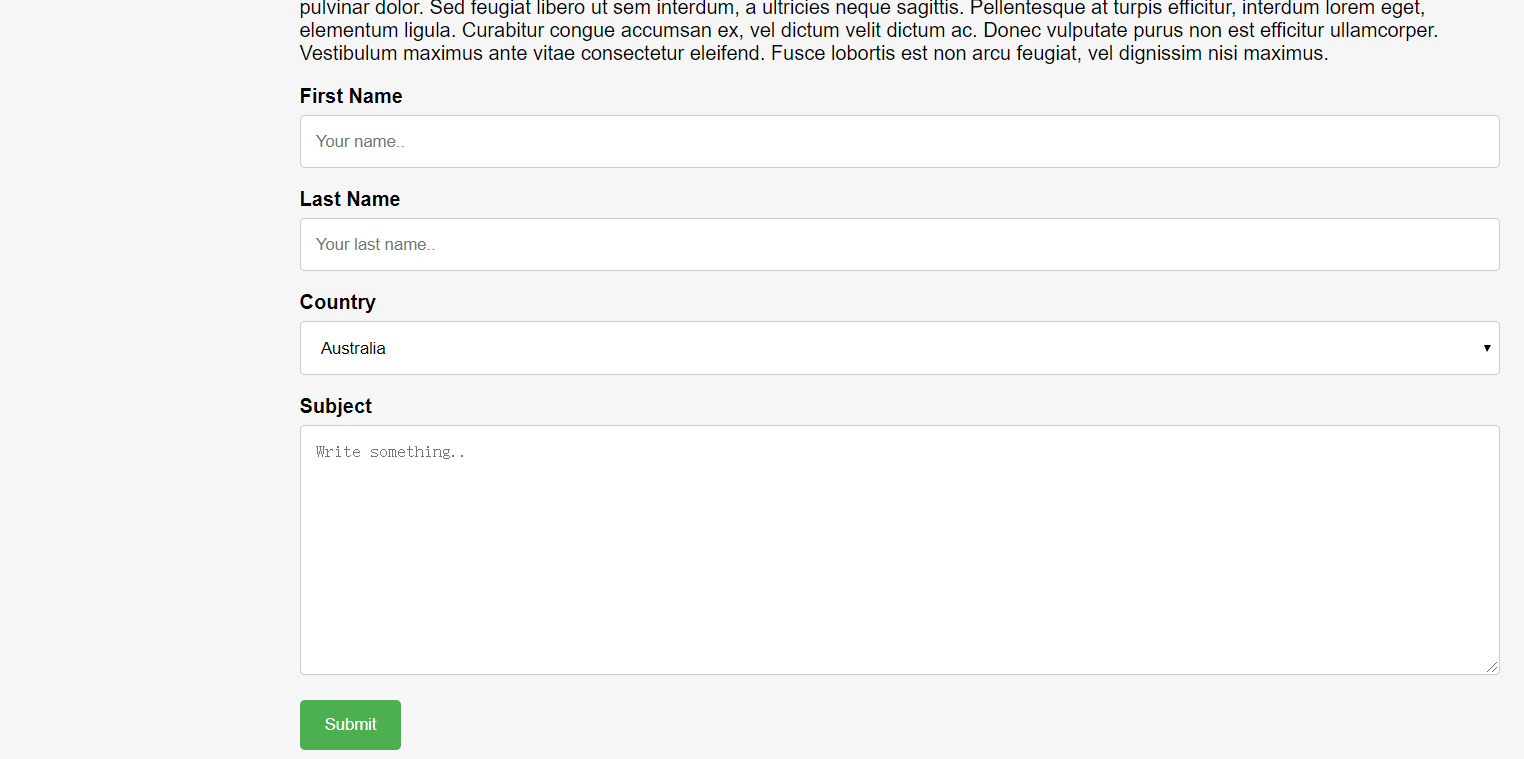 pulvinar dolor. Sed feugiat libero ut sem interdum, a ultricies neque sagittis. Pellentesque at turpis efficitur, interdum lorem eget,
elementum ligula. Curabitur congue accumsan ex, vel dictum velit dictum ac. Donec vulputate purus non est efficitur ullamcorper.
Vestibulum maximus ante vitae consectetur eleifend. Fusce lobortis est non arcu feugiat, vel dignissim nisi maximus.
First Name
Your name..
Last Name
Your last name..
Country
Australia
Subject
Write something..
Submit